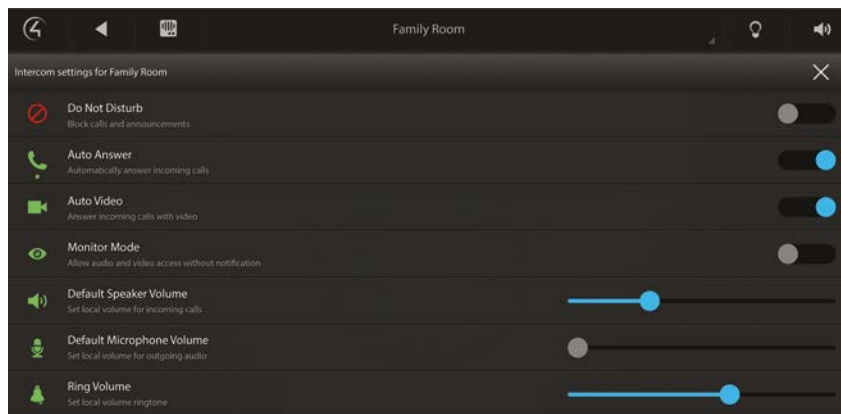 Family Room
Intercom settings for Family Room
Do Not Disturb
Block calls and announcements
Auto Answer
Automatically answer incoming calls
Auto Video
Answer incoming calls with video
Monitor Mode
Allow audio and video access without notification
Default Speaker Volume
Set local volume for incoming calls
Default Microphone Volume
Set local volume for outgoing audio
Ring Volume
Set local volume ringtone